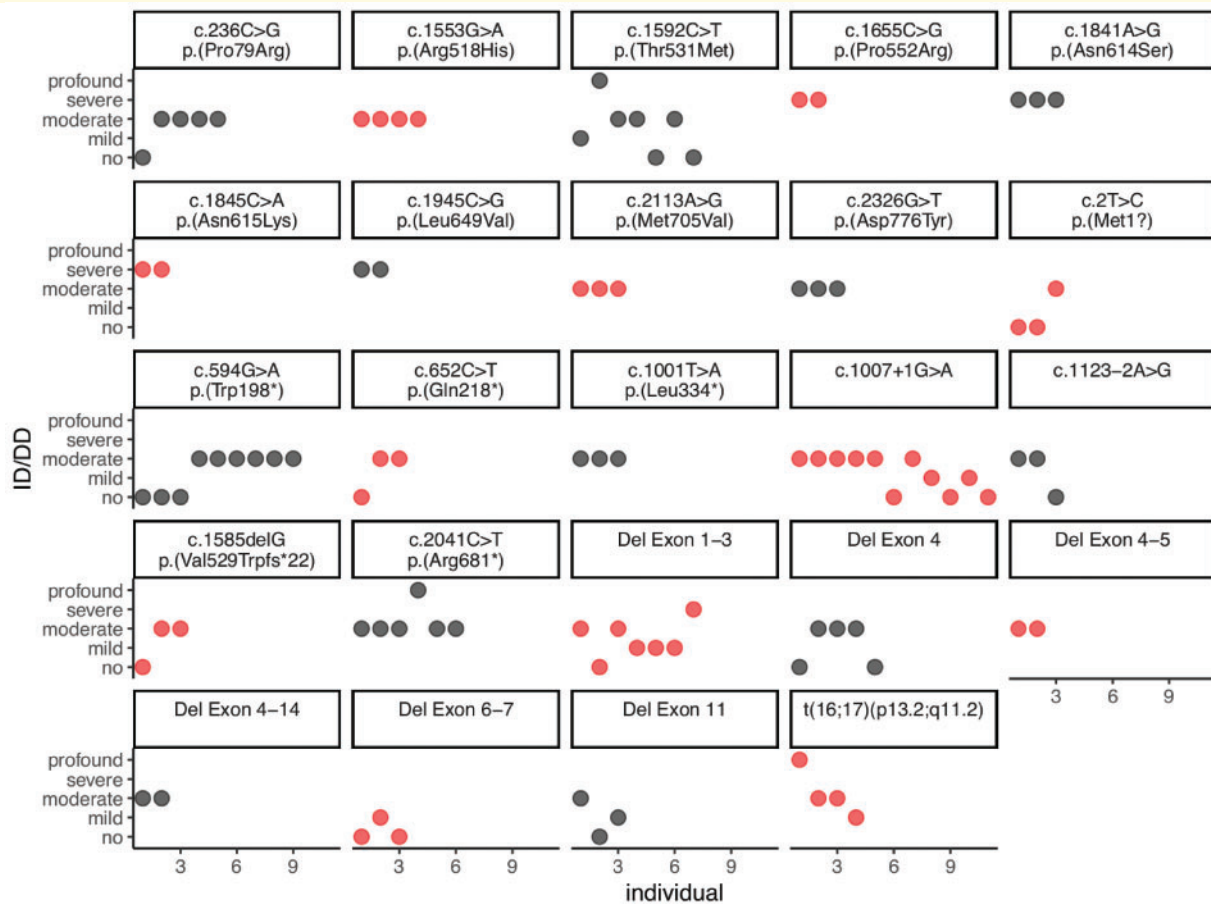 c.236C>G
p.(Pro79Arg)
c.1553G>A
p.(Arg518His)
c.1592C>T
p.(Thr531Met)
c.1655C>G
p.(Pro552Arg)
c.1841A>G
p.(Asn614Ser)
profound
severe
moderate
mild
no
c.1845C>A
p.(Asn615Lys)
c.1945C>G
p.(Leu649Val)
c.2113A>G
p.(Met705Val)
c.2326G>T
p.(Asp776Tyr)
c.2T>C
p.(Met1?)
profound
severe
moderate
mild
no
c.594G>A
p.(Trp198*)
c.652C>T
p.(Gln218*)
c.1001T>A
p.(Leu334*)
c.1007+1G>A
c.1123−2A>G
profound
severe
moderate
mild
no
ID/DD
c.1585delG
p.(Val529Trpfs*22)
c.2041C>T
p.(Arg681*)
Del Exon 1−3
Del Exon 4
Del Exon 4−5
profound
severe
moderate
mild
no
3 6 9
Del Exon 4−14
Del Exon 6−7
Del Exon 11
t(16;17)(p13.2;q11.2)
profound
severe
moderate
mild
no
3 6 9 3 6 9 3 6 9 3 6 9
individual